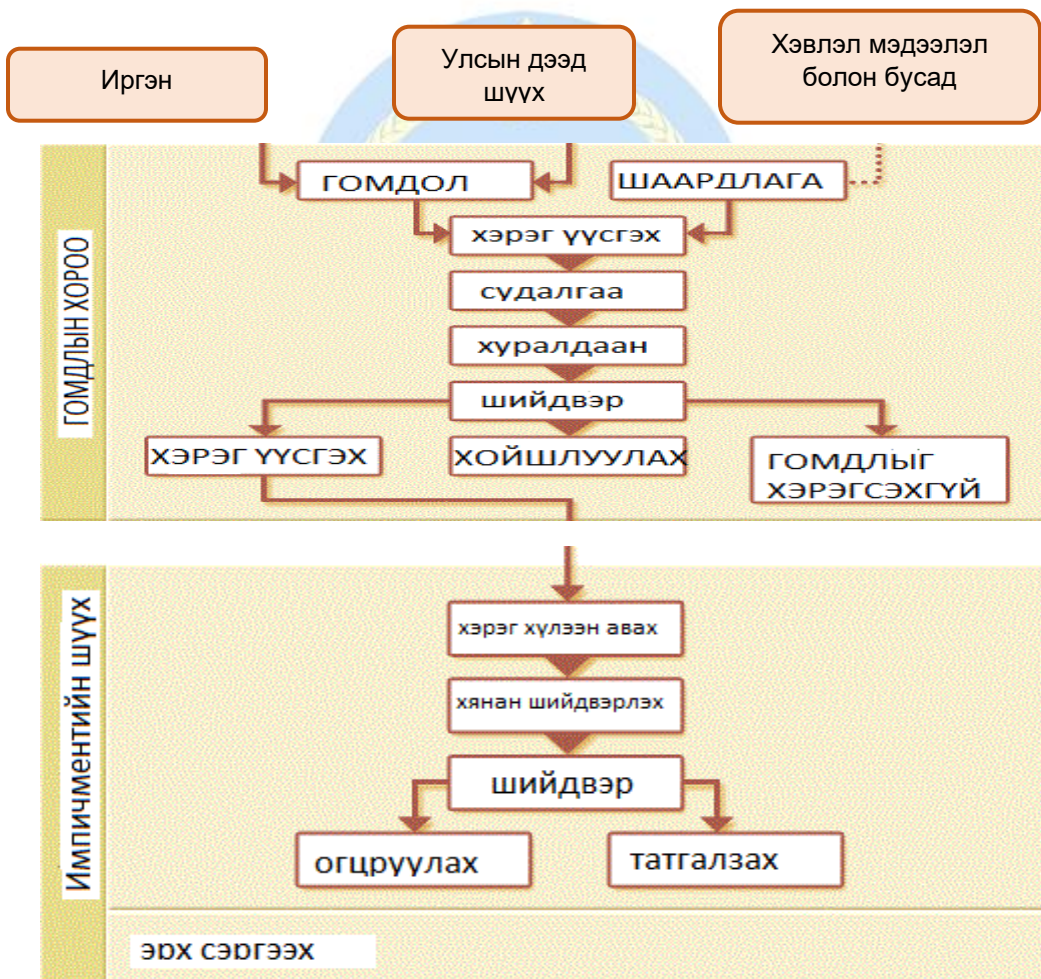 Иргэн
Улсын дээд
шүүх
Хэвлэл мэдээлэл
болон бусад
ГОМДЛЫН ХОРОО
ГОМДОЛ
ШААРДЛАГА
хэрэг үүсгэх
судалгаа
хуралдаан
шийдвэр
ХЭРЭГ ҮҮСГЭХ
ХОЙШЛУУЛАХ
ГОМДЛЫГ
ХЭРЭГСЭХГҮЙ
Импичментийн шүүх
хэрэг хүлээн авах
хянан шийдвэрлэх
шийдвэр
огцруулах
татгалзах
эрх сэргээх